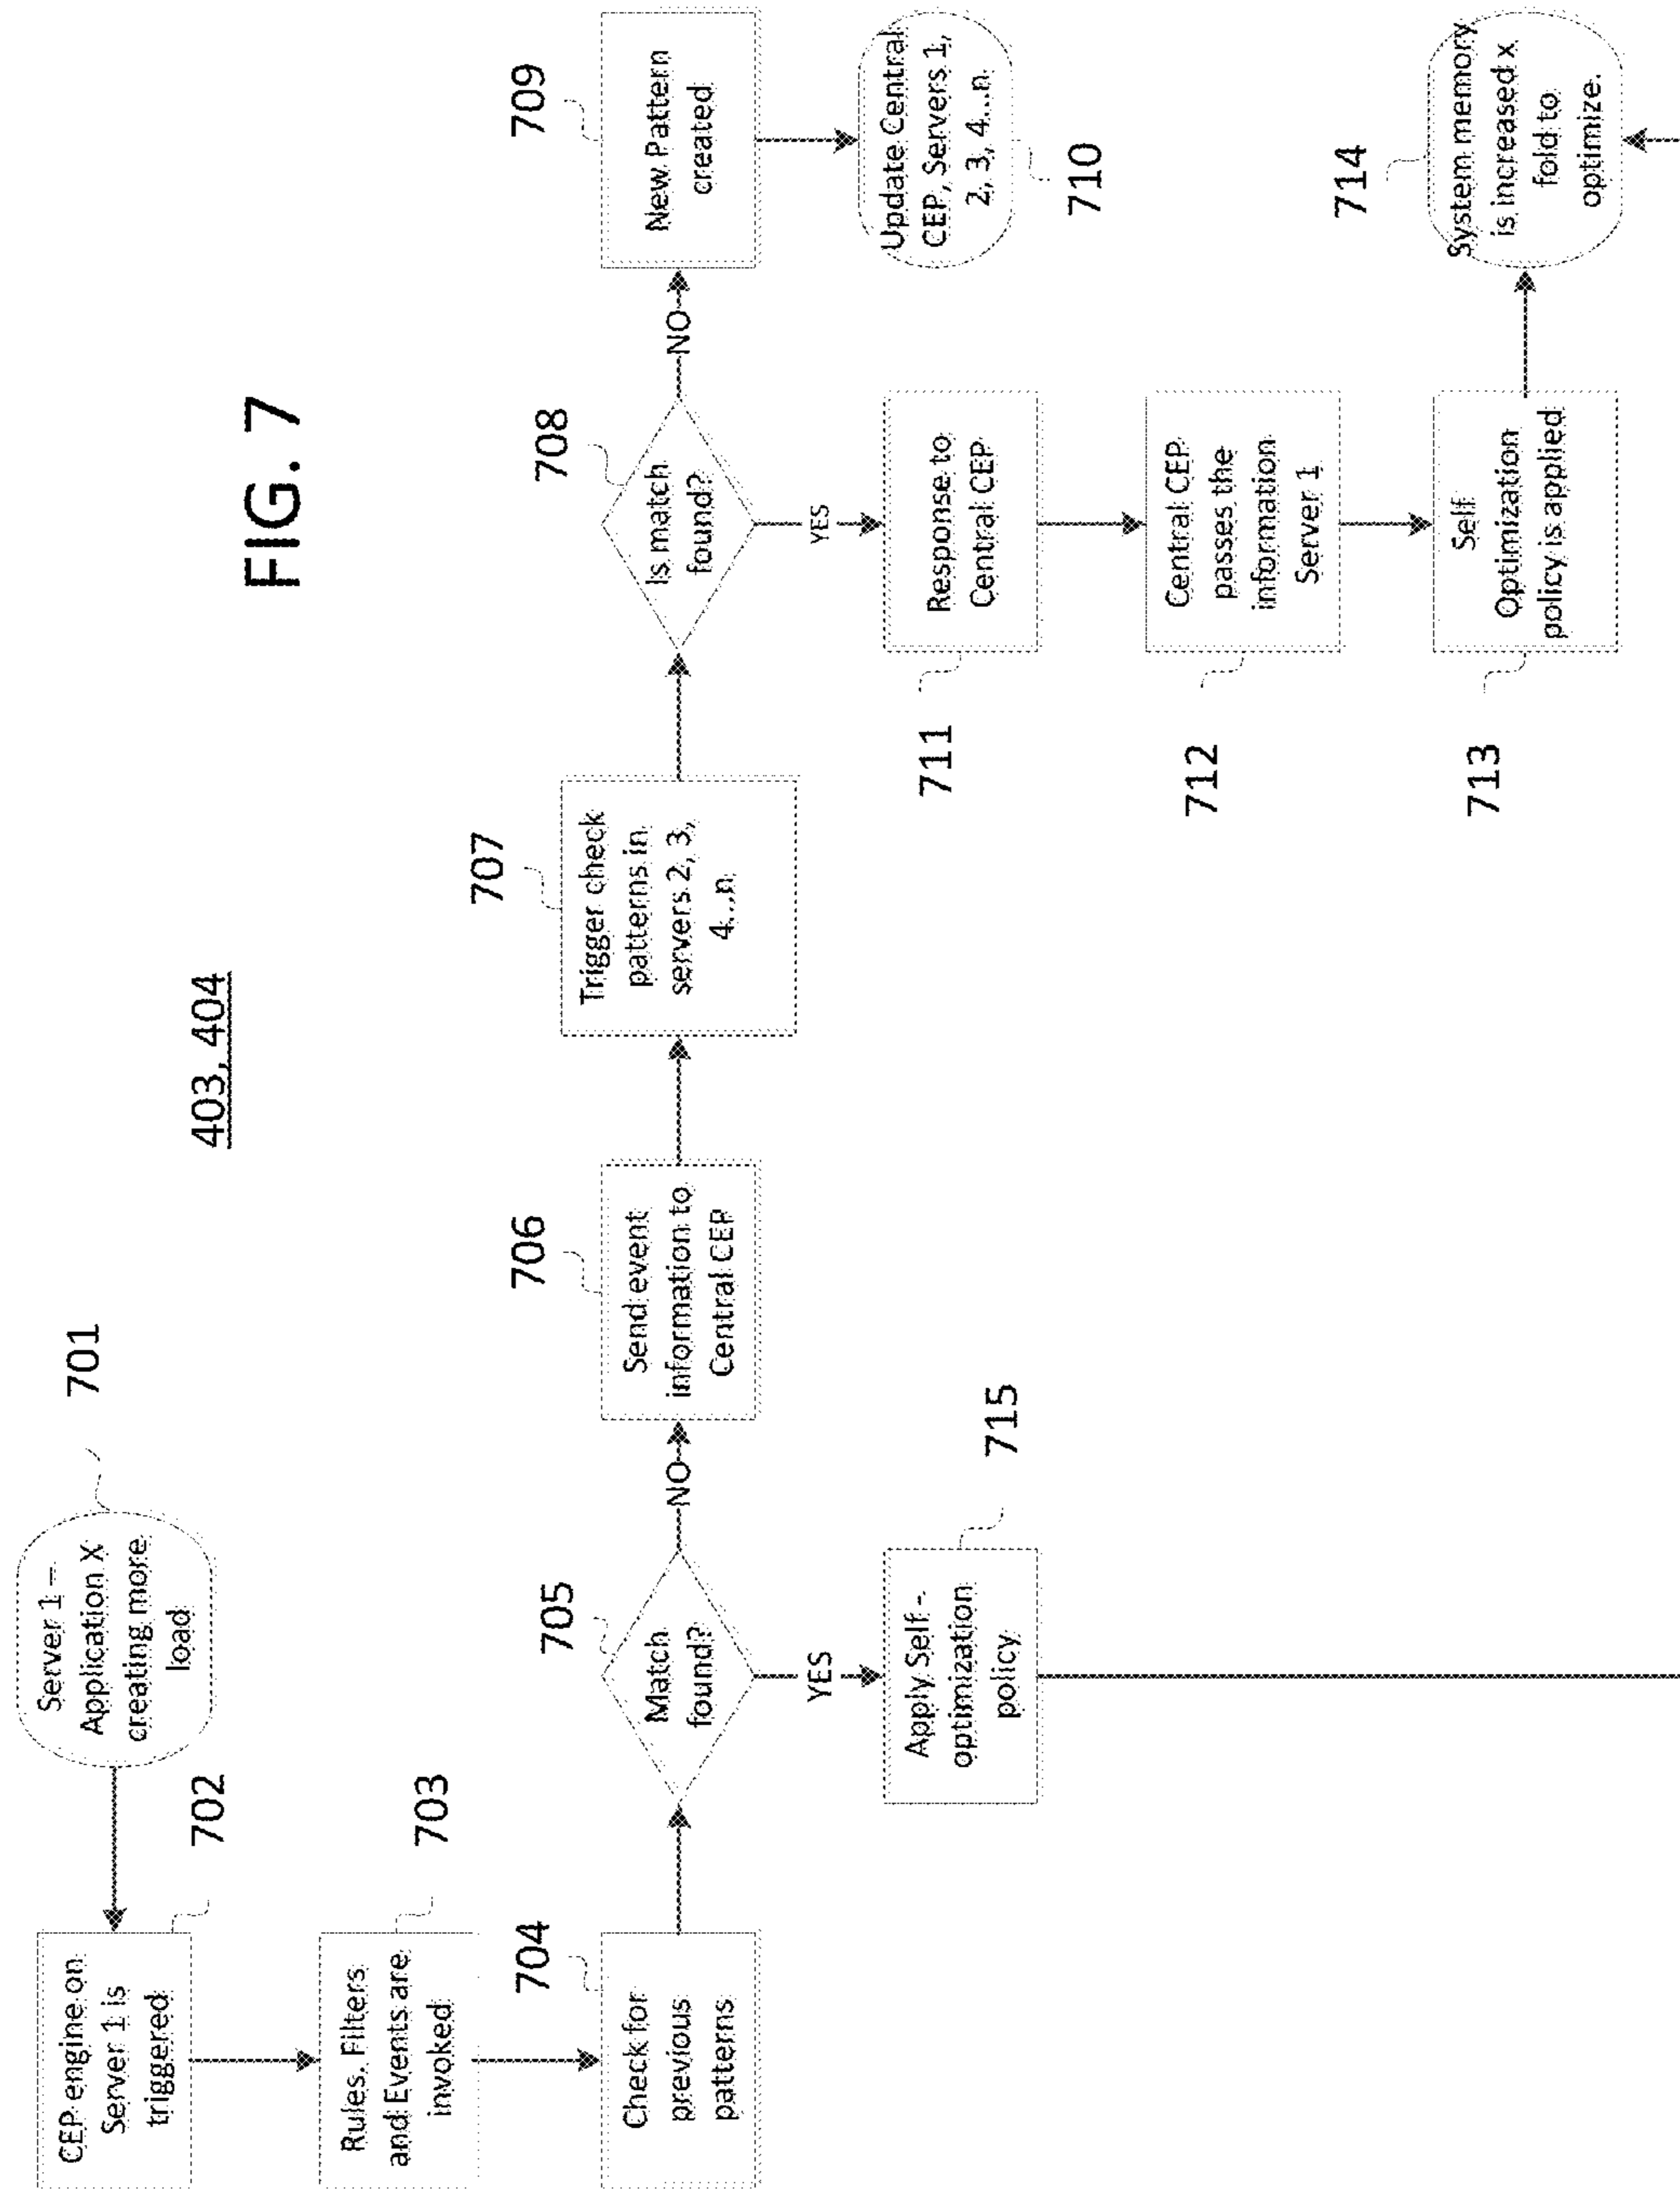 FIG. 7
403, 404
701
Server 1 –
Application X
creating more
load
702
CEP engine on
Server 1 is
triggered
703
Rules. Filters
and Events are
invoked
704
Check for
previous
patterns
705
Match
found?
NO
YES
706
Send event
information to
Central CEP
707
Trigger check
patterns in
servers 2, 3,
4...n
708
Is match
found?
NO
YES
709
New Pattern
created
710
Update Central
CEP, Servers 1,
2, 3, 4...n
711
Response to
Central CEP
712
Central CEP
passes the
information
Server 1
713
Self
Optimization
policy is applied
714
System memory
is increased x
fold to
optimize.
715
Apply Self -
optimization
policy